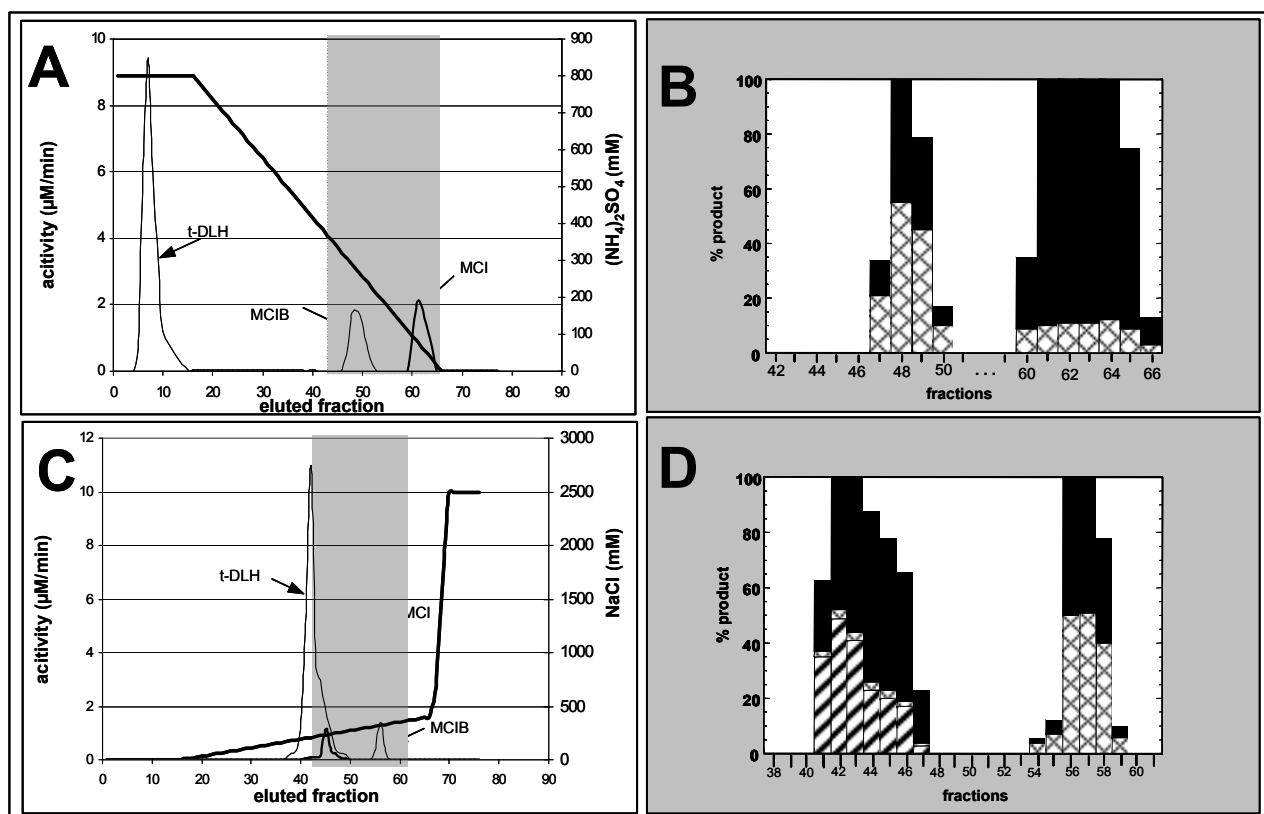 A
acitivity (µM/min)
10
8
6
4
2
0
t-DLH
MCIB
MCI
900
800
700
600
500
400
300
200
100
0
(NH4)2SO4 (mM)
0 10 20 30 40 50 60 70 80 90
eluted fraction
B
% product
100
80
60
40
20
0
42 44 46 48 50 ... 60 62 64 66
fractions
C
acitivity (µM/min)
12
10
8
6
4
2
0
t-DLH
MCI
MCIB
3000
2500
2000
1500
1000
500
0
NaCl (mM)
0 10 20 30 40 50 60 70 80 90
eluted fraction
D
% product
100
80
60
40
20
0
38 40 42 44 46 48 50 52 54 56 58 60
fractions